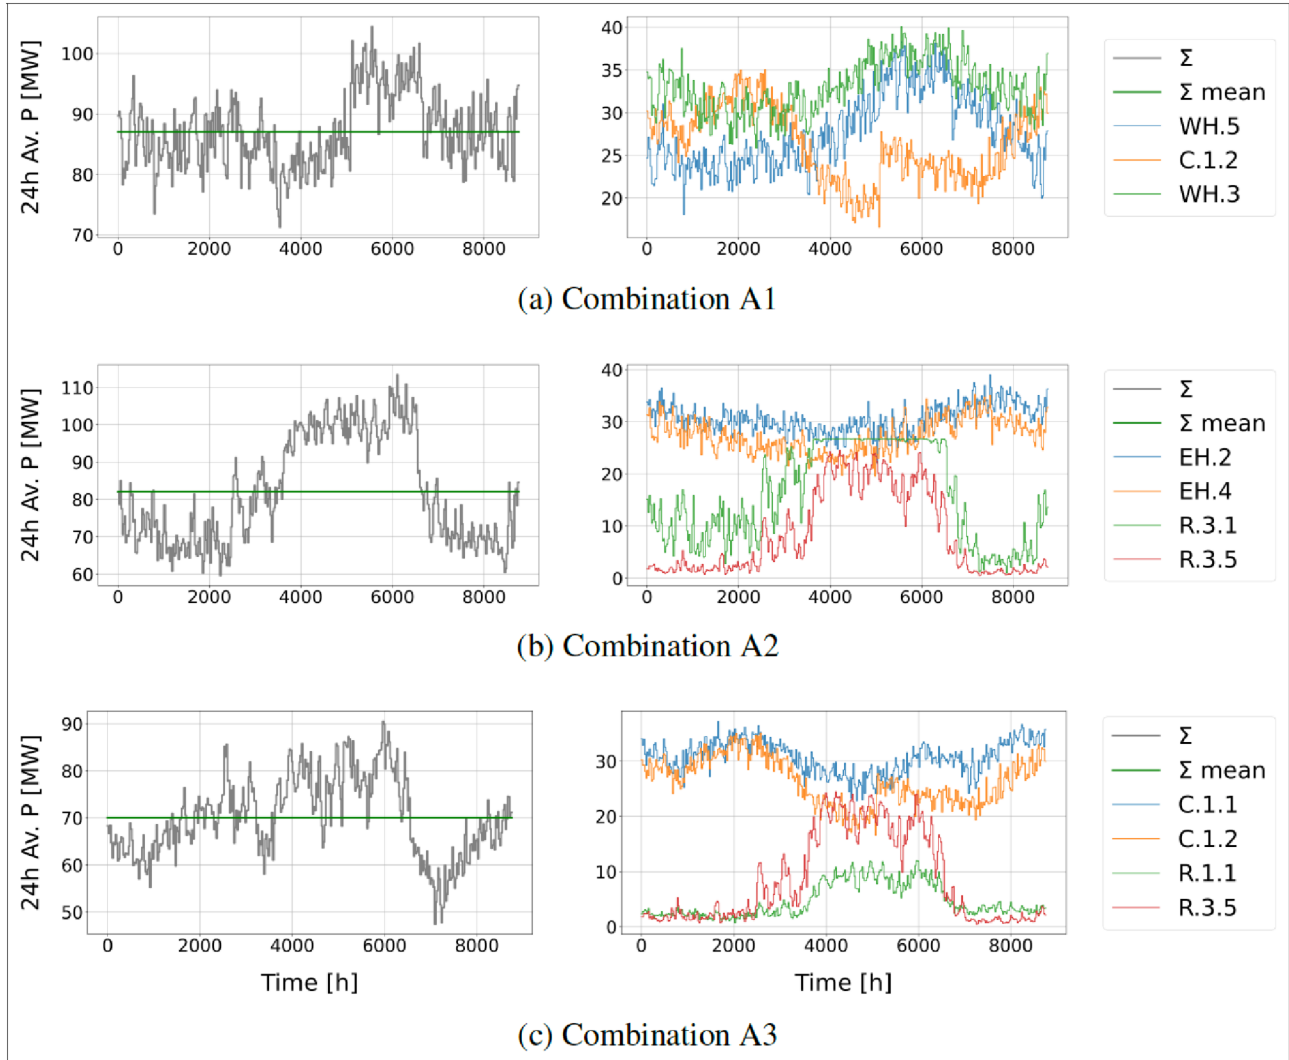 24h Av. P [MW]
100
90
80
70
0 2000 4000 6000 8000
40
35
30
25
20
0 2000 4000 6000 8000
Σ
Σ mean
WH.5
C.1.2
WH.3
(a) Combination A1
24h Av. P [MW]
110
100
90
80
70
60
0 2000 4000 6000 8000
40
30
20
10
0
0 2000 4000 6000 8000
Σ
Σ mean
EH.2
EH.4
R.3.1
R.3.5
(b) Combination A2
24h Av. P [MW]
90
80
70
60
50
0 2000 4000 6000 8000
Time [h]
30
20
10
0
0 2000 4000 6000 8000
Time [h]
Σ
Σ mean
C.1.1
C.1.2
R.1.1
R.3.5
(c) Combination A3